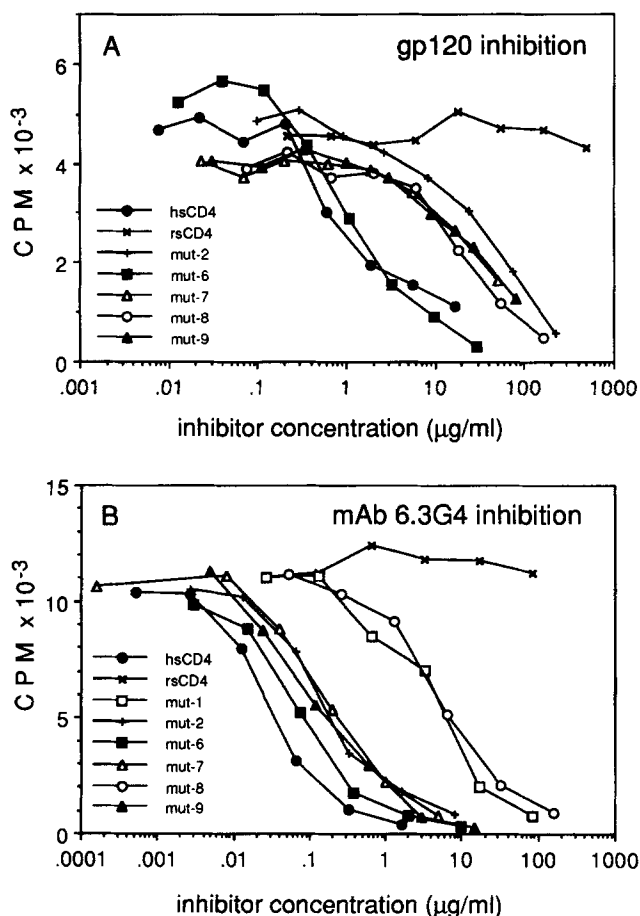 A
gp120 inhibition
CPM x 10-3
6
4
2
0
hsCD4
rsCD4
mut-2
mut-6
mut-7
mut-8
mut-9
.001 .01 .1 1 10 100 1000
inhibitor concentration (μg/ml)
B
mAb 6.3G4 inhibition
CPM x 10-3
15
10
5
0
hsCD4
rsCD4
mut-1
mut-2
mut-6
mut-7
mut-8
mut-9
.0001 .001 .01 .1 1 10 100 1000
inhibitor concentration (μg/ml)